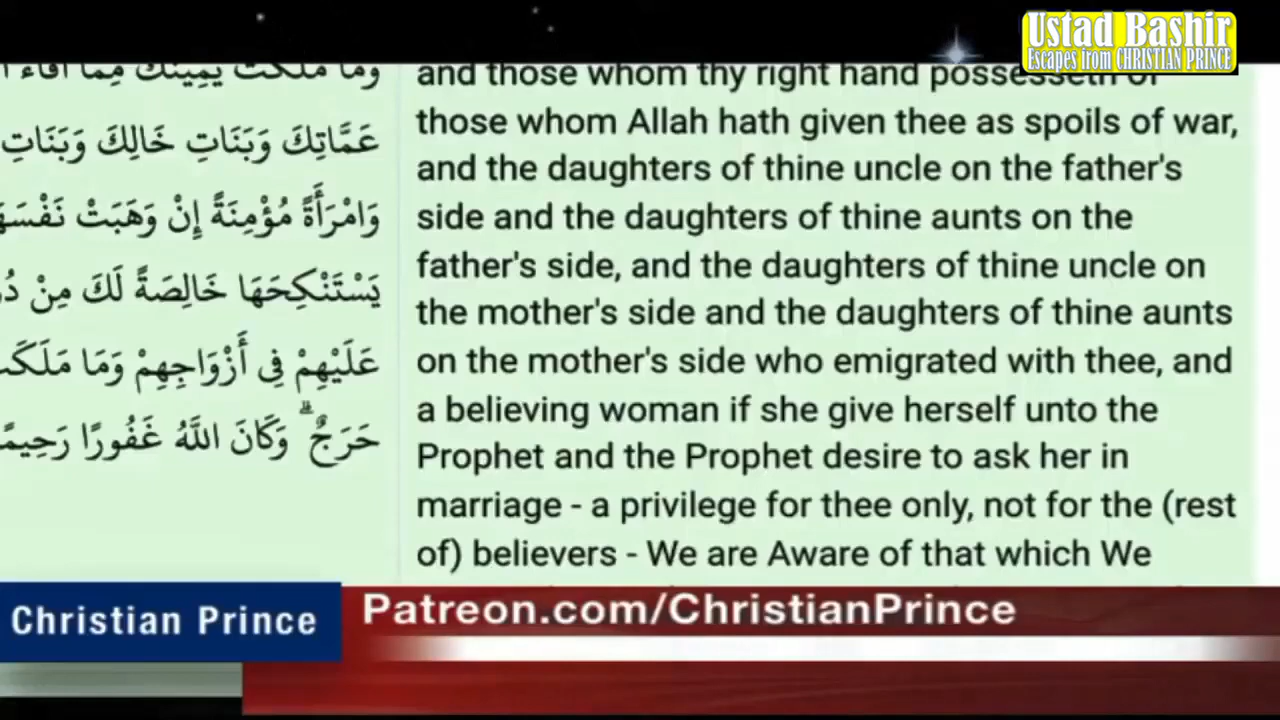 Ustad Bashir
Escapes from CHRISTIAN PRINCE
وَمَا مَلَكَتْ يَمِينُكَ مِمَّا أَفَاءَ
عَمَّاتِكَ وَبَنَاتِ خَالِكَ وَبَنَاتِ
وَامْرَأَةً مُؤْمِنَةً إِنْ وَهَبَتْ نَفْسَهَ
يَسْتَنْكِحَهَا خَالِصَةً لَكَ مِنْ دُ
عَلَيْهِمْ فِي أَزْوَاجِهِمْ وَمَا مَلَكَتْ
حَرَجٌ ۗ وَكَانَ اللَّهُ غَفُورًا رَحِيمً
and those whom thy right hand possesseth of
those whom Allah hath given thee as spoils of war,
and the daughters of thine uncle on the father's
side and the daughters of thine aunts on the
father's side, and the daughters of thine uncle on
the mother's side and the daughters of thine aunts
on the mother's side who emigrated with thee, and
a believing woman if she give herself unto the
Prophet and the Prophet desire to ask her in
marriage - a privilege for thee only, not for the (rest
of) believers - We are Aware of that which We
Christian Prince
Patreon.com/ChristianPrince